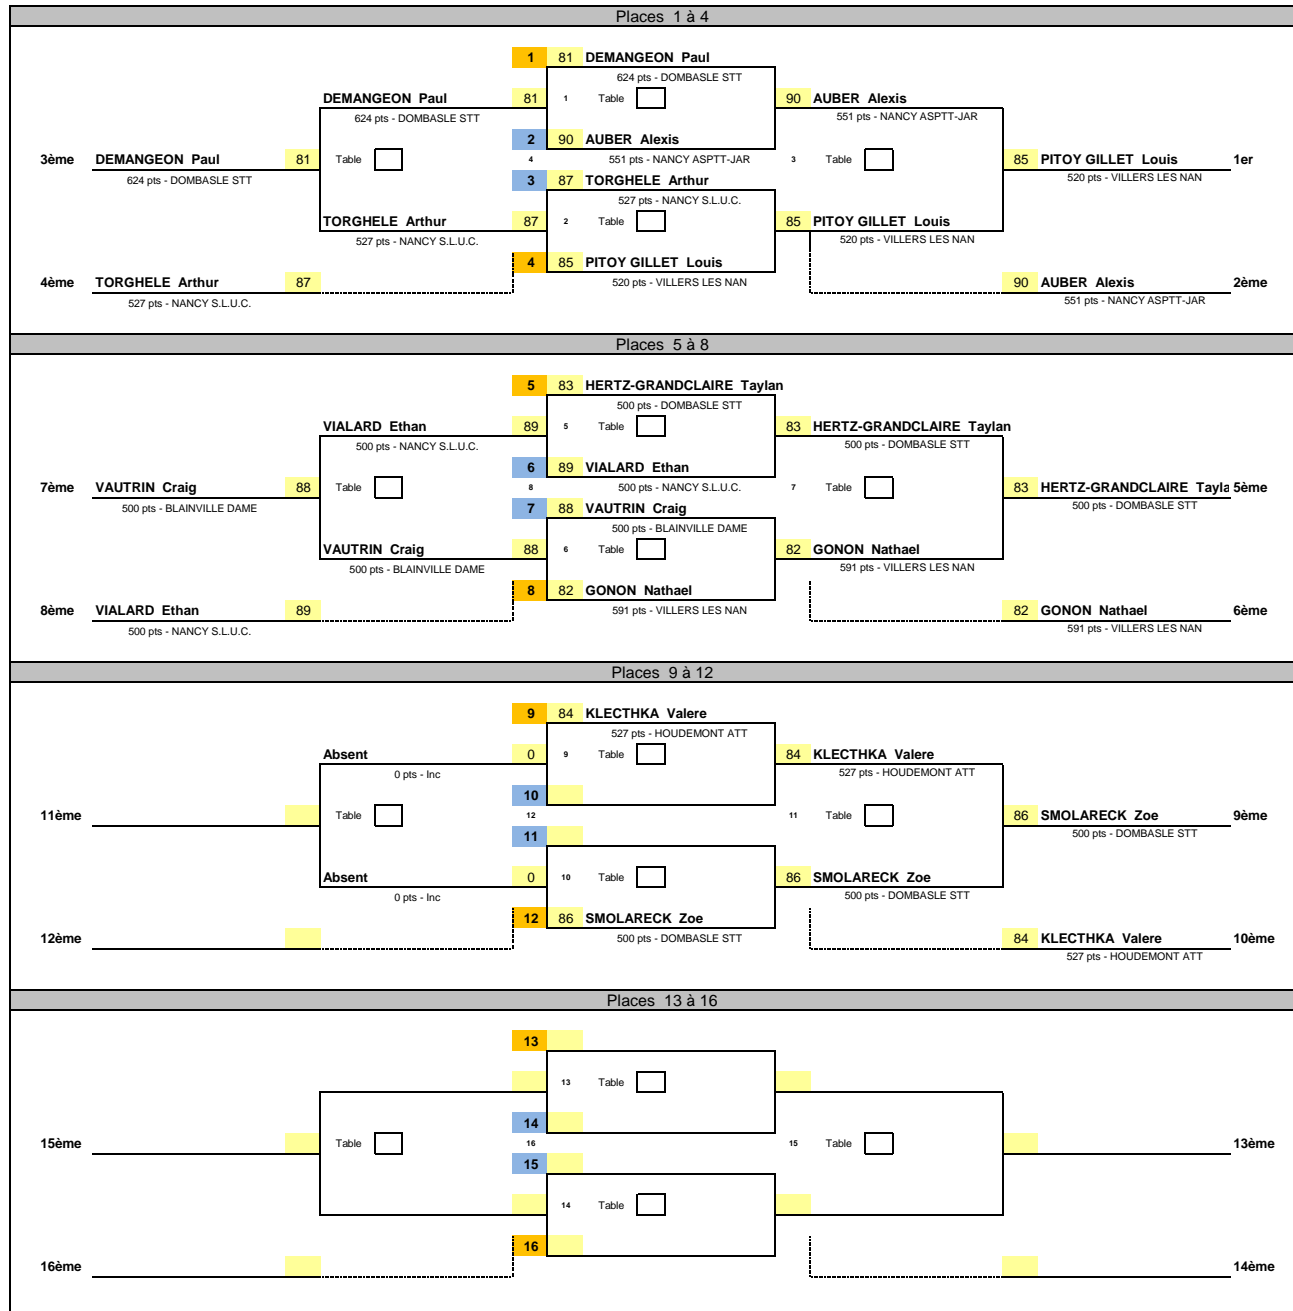 Places 1 à 4
1 81 DEMANGEON Paul
624 pts - DOMBASLE STT
DEMANGEON Paul 81 1 Table 90 AUBER Alexis
624 pts - DOMBASLE STT 551 pts - NANCY ASPTT-JAR
2 90 AUBER Alexis
3ème DEMANGEON Paul 81 Table 4 551 pts - NANCY ASPTT-JAR 3 Table 85 PITOY GILLET Louis 1er
624 pts - DOMBASLE STT 3 87 TORGHELE Arthur 520 pts - VILLERS LES NAN
527 pts - NANCY S.L.U.C.
TORGHELE Arthur 87 2 Table 85 PITOY GILLET Louis
527 pts - NANCY S.L.U.C. 520 pts - VILLERS LES NAN
4 85 PITOY GILLET Louis
4ème TORGHELE Arthur 87 520 pts - VILLERS LES NAN 90 AUBER Alexis 2ème
527 pts - NANCY S.L.U.C. 551 pts - NANCY ASPTT-JAR
Places 5 à 8
5 83 HERTZ-GRANDCLAIRE Taylan
500 pts - DOMBASLE STT
VIALARD Ethan 89 5 Table 83 HERTZ-GRANDCLAIRE Taylan
500 pts - NANCY S.L.U.C. 500 pts - DOMBASLE STT
6 89 VIALARD Ethan
7ème VAUTRIN Craig 88 Table 8 500 pts - NANCY S.L.U.C. 7 Table 83 HERTZ-GRANDCLAIRE Tayla 5ème
500 pts - BLAINVILLE DAME 7 88 VAUTRIN Craig 500 pts - DOMBASLE STT
500 pts - BLAINVILLE DAME
VAUTRIN Craig 88 6 Table 82 GONON Nathael
500 pts - BLAINVILLE DAME 591 pts - VILLERS LES NAN
8 82 GONON Nathael
8ème VIALARD Ethan 89 591 pts - VILLERS LES NAN 82 GONON Nathael 6ème
500 pts - NANCY S.L.U.C. 591 pts - VILLERS LES NAN
Places 9 à 12
9 84 KLECTHKA Valere
527 pts - HOUDEMONT ATT
Absent 0 9 Table 84 KLECTHKA Valere
0 pts - Inc 527 pts - HOUDEMONT ATT
10
11ème Table 12 11 Table 86 SMOLARECK Zoe 9ème
11 500 pts - DOMBASLE STT
Absent 0 10 Table 86 SMOLARECK Zoe
0 pts - Inc 500 pts - DOMBASLE STT
12 86 SMOLARECK Zoe
12ème 500 pts - DOMBASLE STT 84 KLECTHKA Valere 10ème
527 pts - HOUDEMONT ATT
Places 13 à 16
13
13 Table
14
15ème Table 16 15 Table 13ème
15
14 Table
16
16ème 14ème